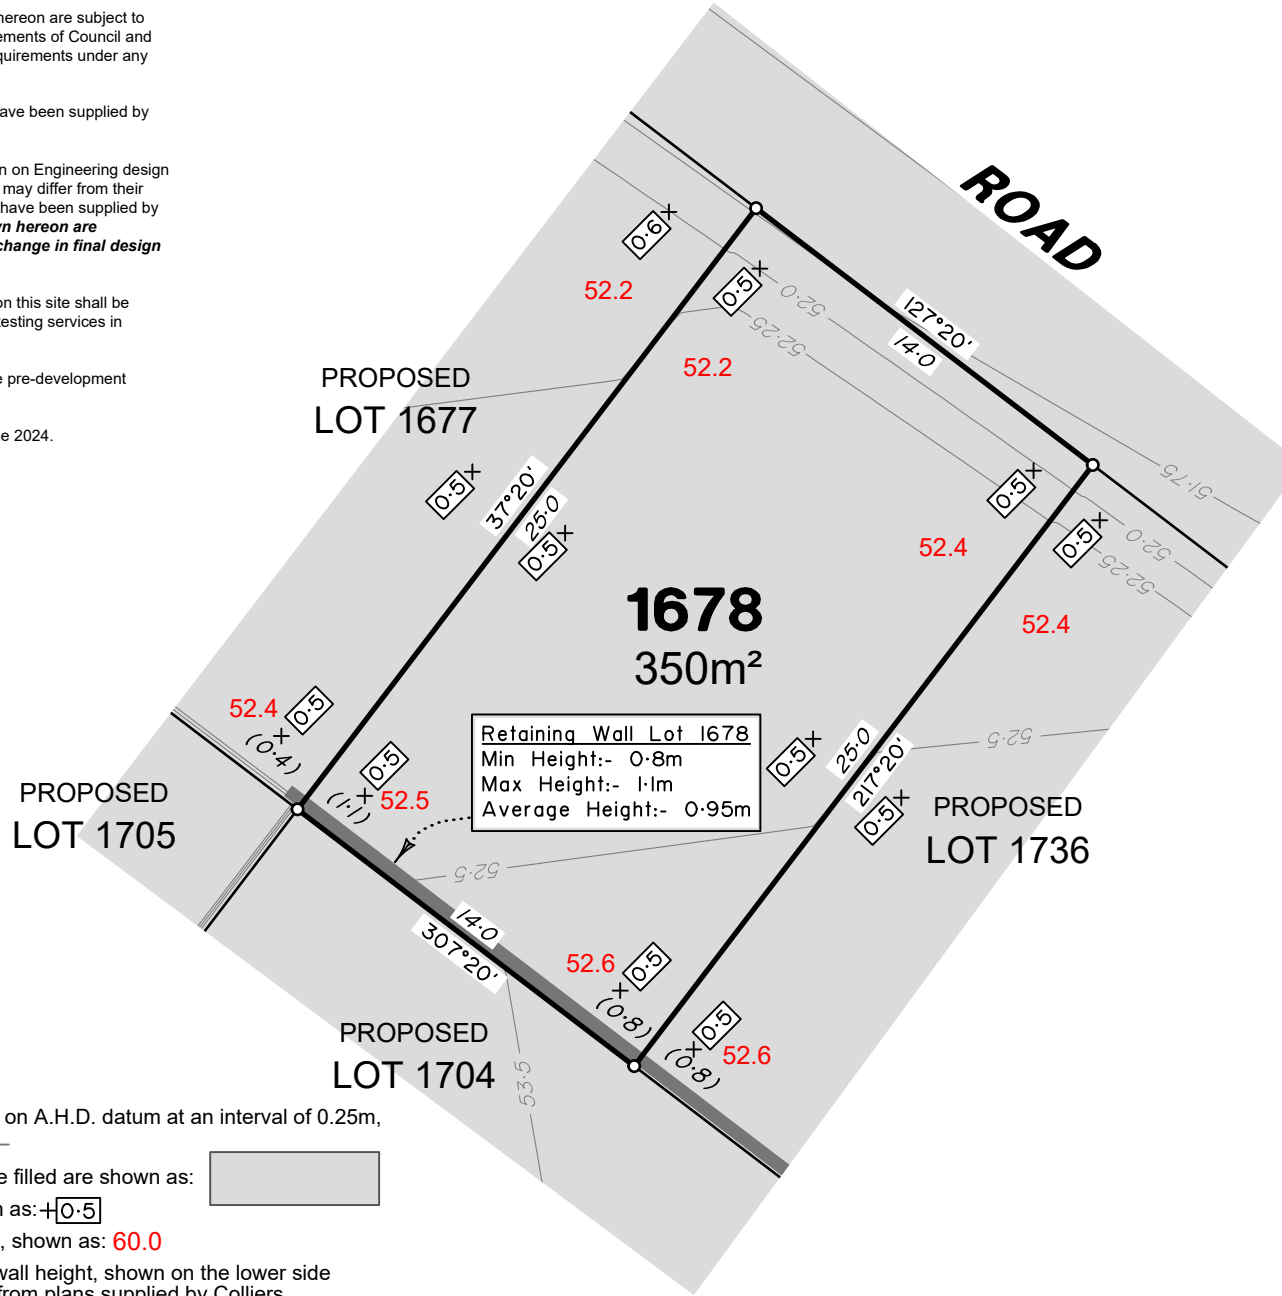 hereon are subject to
ements of Council and
quirements under any
have been supplied by
n on Engineering design
may differ from their
have been supplied by
n hereon are
change in final design
on this site shall be
testing services in
e pre-development
e 2024.
ROAD
0·6
52.2
0·5
52·0
52·25
127°20'
14·0
52.2
PROPOSED
LOT 1677
51·75
0·5
37°20'
25·0
0·5
0·5
52.4
0·5
52·0
52·25
1678
350m²
52.4
52.4
0·5
(0·4)
Retaining Wall Lot 1678
Min Height:- 0·8m
Max Height:- 1·1m
Average Height:- 0·95m
0·5
25·0
217°20'
52·5
0·5
(1·1)
52.5
PROPOSED
LOT 1705
0·5
PROPOSED
LOT 1736
52·5
14·0
307°20'
52.6
0·5
(0·8)
0·5
(0·8)
52.6
PROPOSED
LOT 1704
53·5
on A.H.D. datum at an interval of 0.25m,
e filled are shown as:
n as: 0·5
, shown as: 60.0
wall height, shown on the lower side
from plans supplied by Colliers